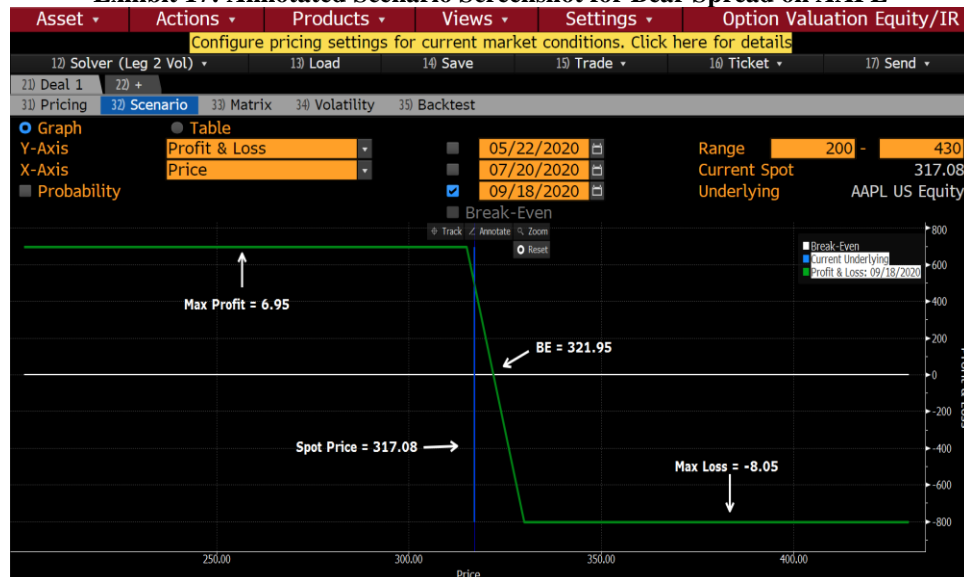 Exhibit 17: Annotated Scenario Screenshot for Bear Spread on AAPL
Asset Actions Products Views Settings Option Valuation Equity/IR
Configure pricing settings for current market conditions. Click here for details
12) Solver (Leg 2 Vol) 13) Load 14) Save 15) Trade 16) Ticket 17) Send
21) Deal 1 22) +
31) Pricing 32) Scenario 33) Matrix 34) Volatility 35) Backtest
Graph Table
Y-Axis Profit & Loss 05/22/2020 Range 200 - 430
X-Axis Price 07/20/2020 Current Spot 317.08
Probability 09/18/2020 Underlying AAPL US Equity
Break-Even
Track Annotate Zoom
Reset
Break-Even
Current Underlying
Profit & Loss: 09/18/2020
800
600
Max Profit = 6.95
400
200
BE = 321.95
0
-200
Spot Price = 317.08
-400
Max Loss = -8.05
-600
-800
Profit & Loss
250.00 300.00 350.00 400.00
Price